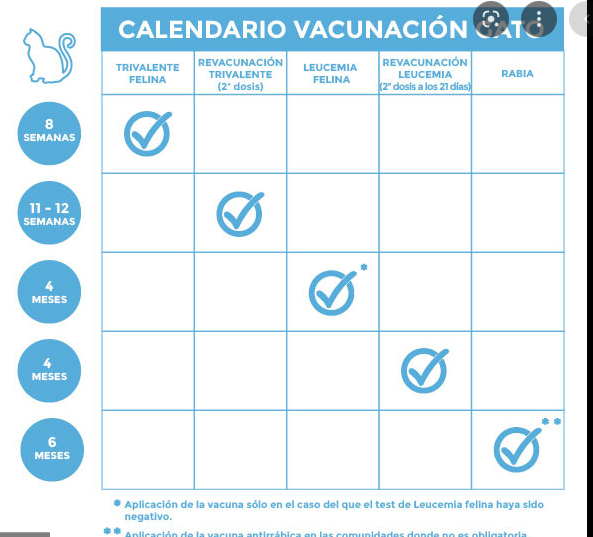 CALENDARIO VACUNACIÓN GATO
TRIVALENTE
FELINA
REVACUNACIÓN
TRIVALENTE
(2ª dosis)
LEUCEMIA
FELINA
REVACUNACIÓN
LEUCEMIA
(2ª dosis a los 21 días)
RABIA
8
SEMANAS
11 - 12
SEMANAS
4
MESES
*
4
MESES
6
MESES
**
* Aplicación de la vacuna sólo en el caso del que el test de Leucemia felina haya sido
negativo.
** Aplicación de la vacuna antirrábica en las comunidades donde no es obligatoria